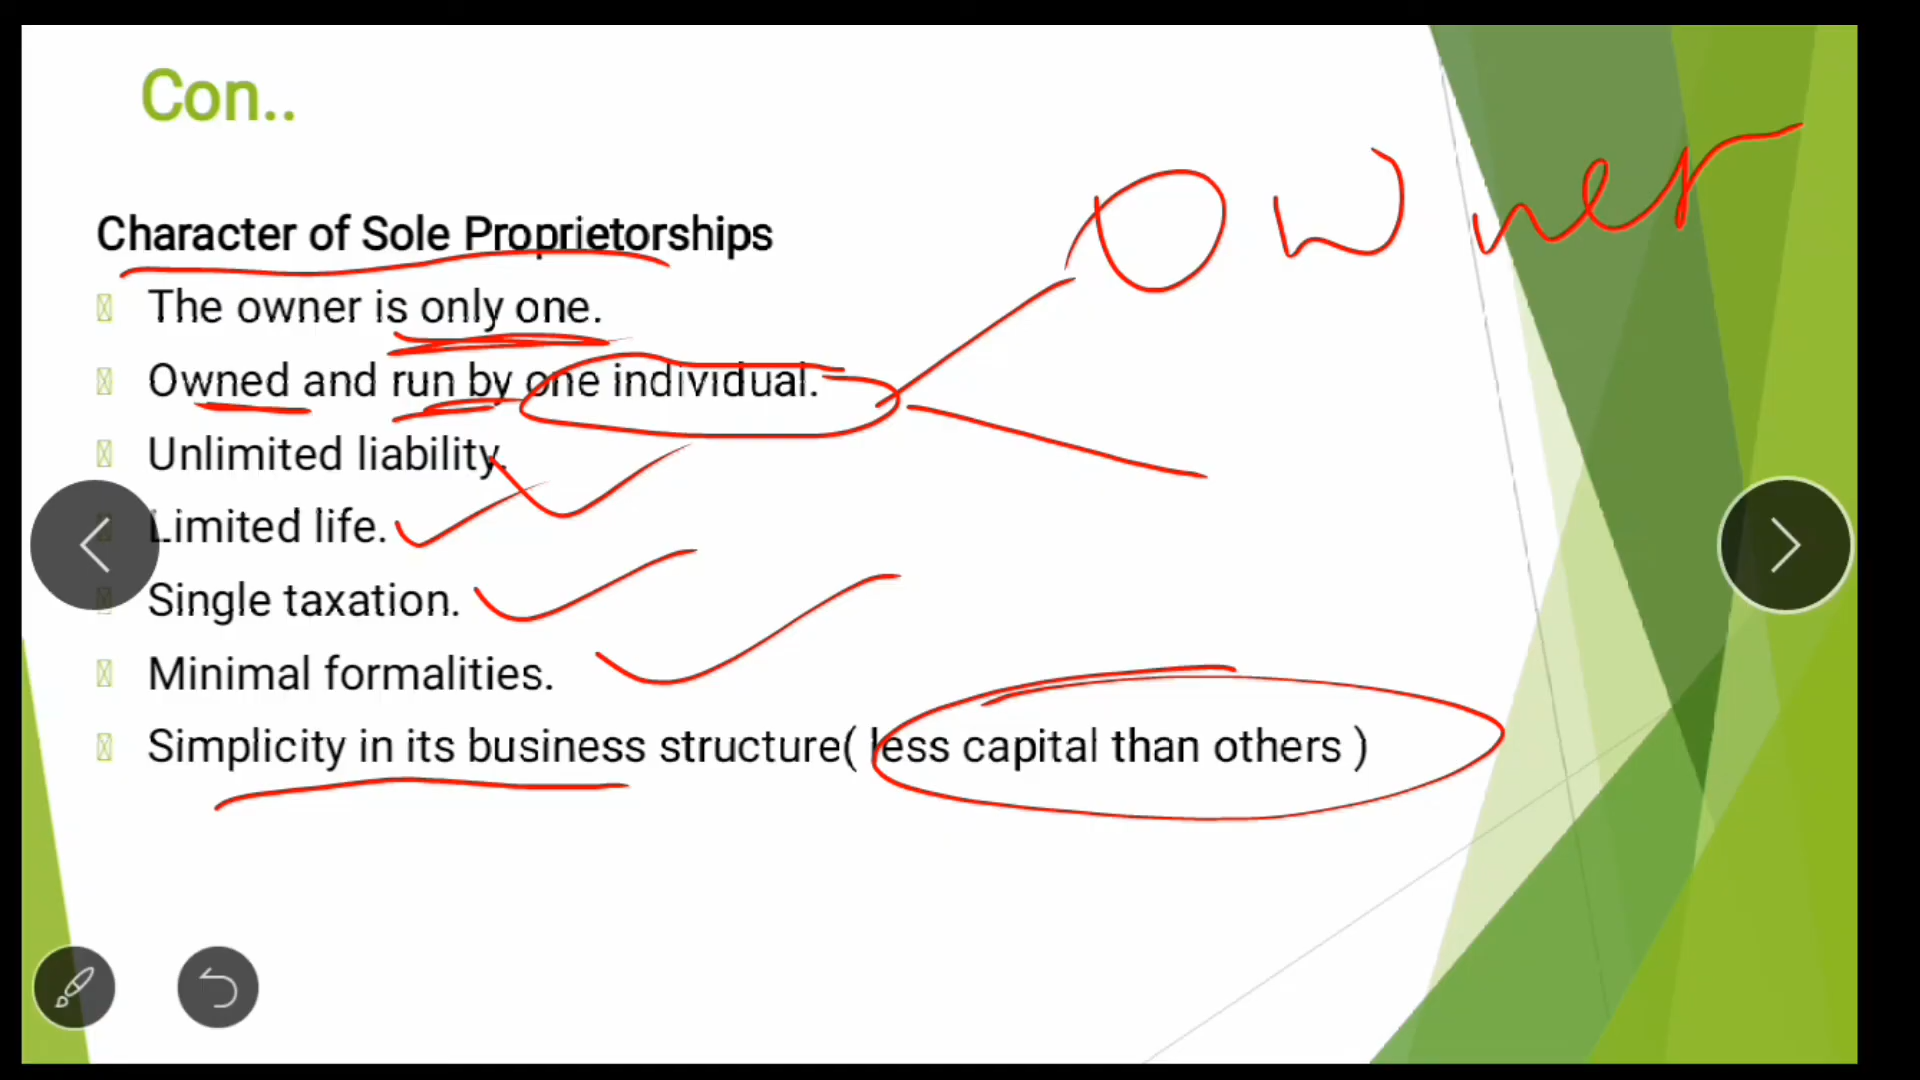 Con..
Owner
Character of Sole Proprietorships
The owner is only one.
Owned and run by one individual.
Unlimited liability.
Limited life.
Single taxation.
Minimal formalities.
Simplicity in its business structure( less capital than others )